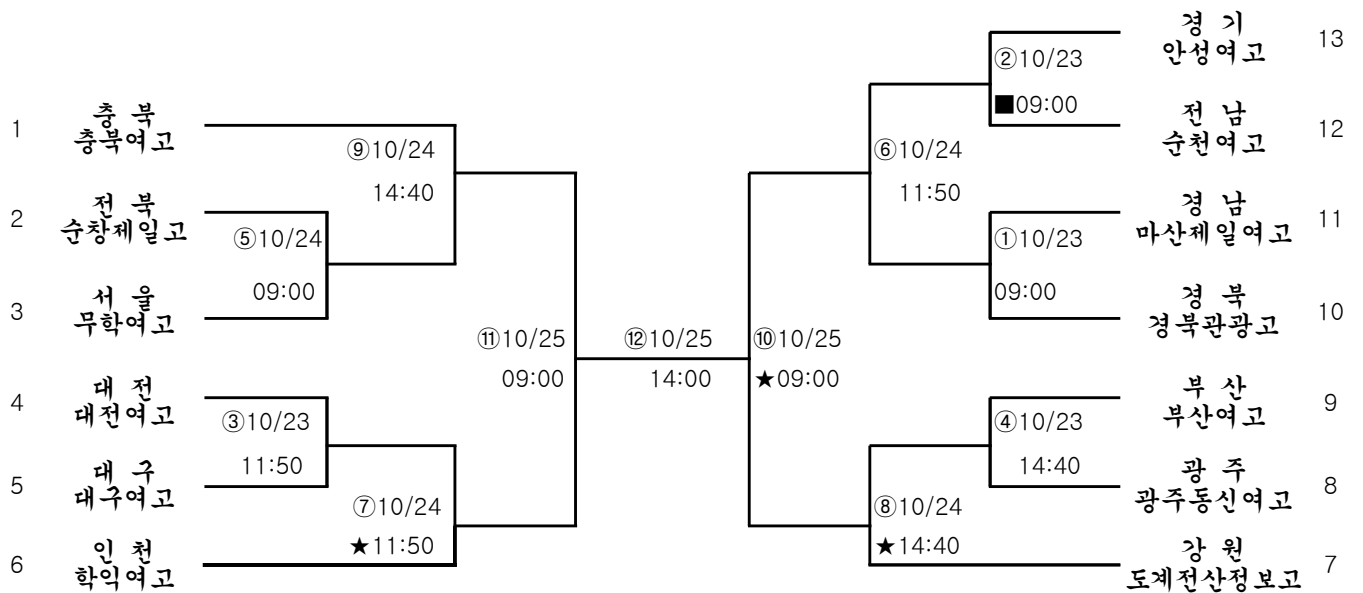 경 기
안성여고
13
②10/23
■09:00
전 남
순천여고
12
1
충 북
충북여고
⑨10/24
14:40
⑥10/24
11:50
2
전 북
순창제일고
⑤10/24
09:00
경 남
마산제일여고
11
①10/23
09:00
3
서 울
무학여고
경 북
경북관광고
10
⑪10/25
09:00
⑫10/25
14:00
⑩10/25
★09:00
4
대 전
대전여고
③10/23
11:50
부 산
부산여고
9
④10/23
14:40
5
대 구
대구여고
광 주
광주동신여고
8
⑦10/24
★11:50
⑧10/24
★14:40
6
인 천
학익여고
강 원
도계전산정보고
7